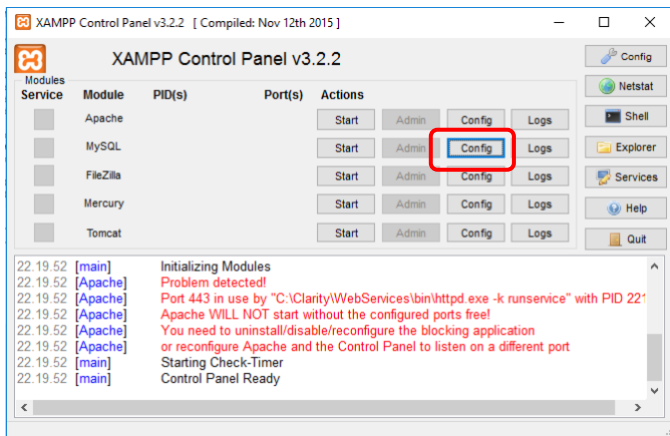 XAMPP Control Panel v3.2.2 [ Compiled: Nov 12th 2015 ]
XAMPP Control Panel v3.2.2
Config
Modules
Service Module PID(s) Port(s) Actions
Netstat
Apache Start Admin Config Logs
Shell
MySQL Start Admin Config Logs
Explorer
FileZilla Start Admin Config Logs
Services
Mercury Start Admin Config Logs
Help
Tomcat Start Admin Config Logs
Quit
22.19.52 [main] Initializing Modules
22.19.52 [Apache] Problem detected!
22.19.52 [Apache] Port 443 in use by "C:\Clarity\WebServices\bin\httpd.exe -k runservice" with PID 221
22.19.52 [Apache] Apache WILL NOT start without the configured ports free!
22.19.52 [Apache] You need to uninstall/disable/reconfigure the blocking application
22.19.52 [Apache] or reconfigure Apache and the Control Panel to listen on a different port
22.19.52 [main] Starting Check-Timer
22.19.52 [main] Control Panel Ready